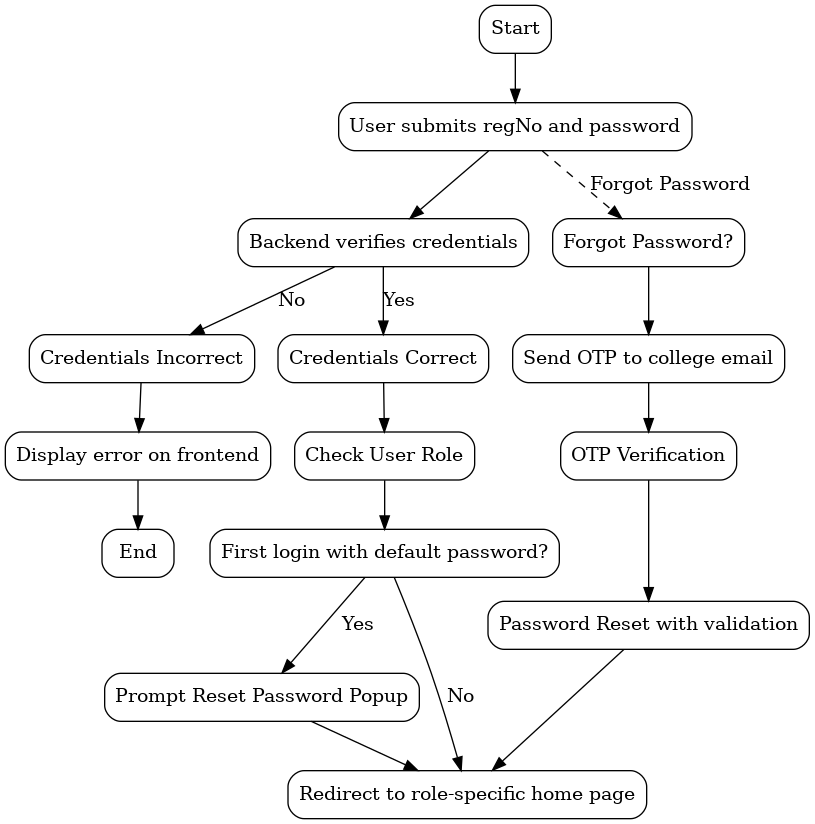 Start
User submits regNo and password
Forgot Password
Backend verifies credentials
Forgot Password?
No
Yes
Credentials Incorrect
Credentials Correct
Send OTP to college email
Display error on frontend
Check User Role
OTP Verification
End
First login with default password?
Yes
Password Reset with validation
Prompt Reset Password Popup
No
Redirect to role-specific home page